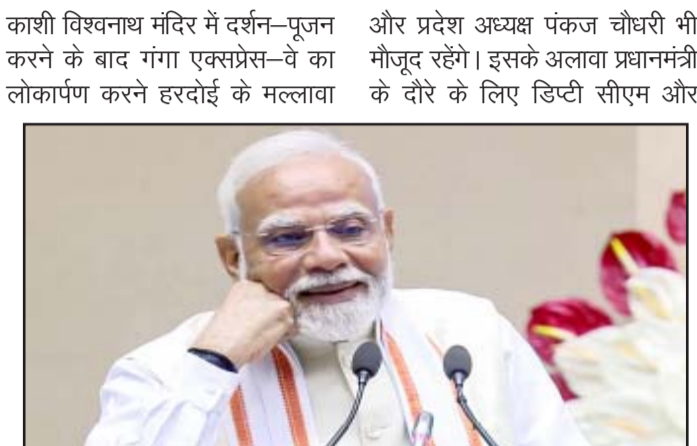 काशी विश्वनाथ मंदिर में दर्शन–पूजन
करने के बाद गंगा एक्सप्रेस–वे का
लोकार्पण करने हरदोई के मल्लावा
और प्रदेश अध्यक्ष पंकज चौधरी भी
मौजूद रहेंगे। इसके अलावा प्रधानमंत्री
के दौरे के लिए डिप्टी सीएम और